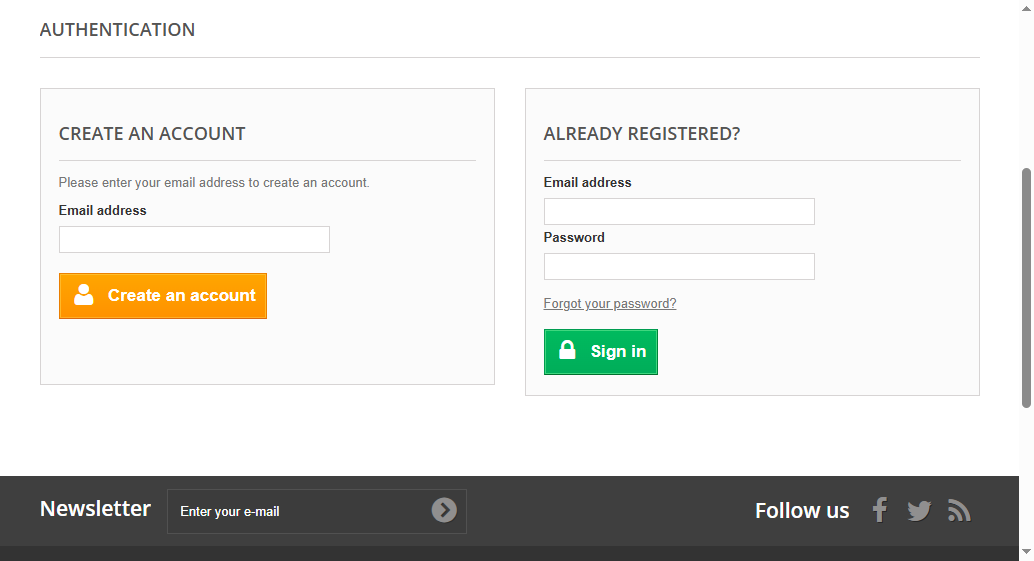 AUTHENTICATION
CREATE AN ACCOUNT
Please enter your email address to create an account.
Email address
Create an account
ALREADY REGISTERED?
Email address
Password
Forgot your password?
Sign in
Newsletter
Enter your e-mail
Follow us